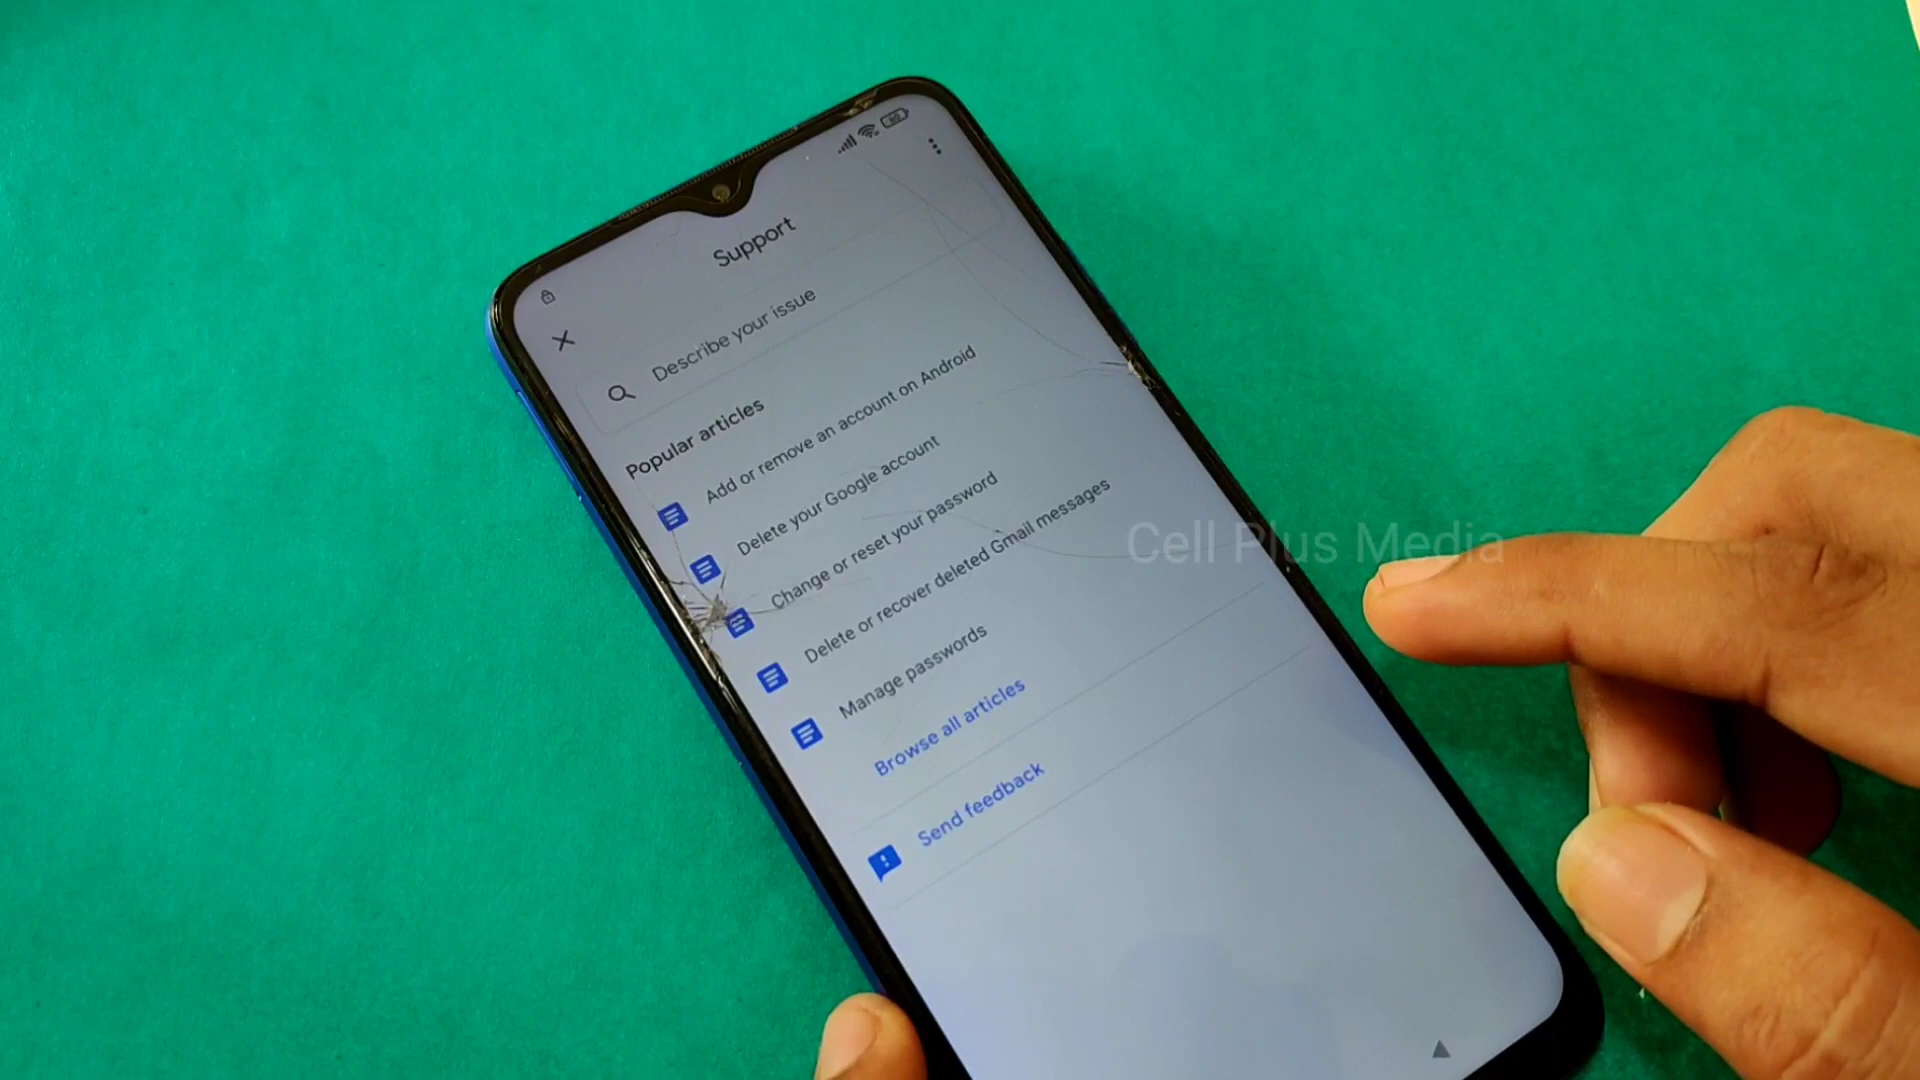 80
Support
Describe your issue
Popular articles
Add or remove an account on Android
Delete your Google account
Change or reset your password
Delete or recover deleted Gmail messages
Manage passwords
Browse all articles
Send feedback
Cell Plus Media